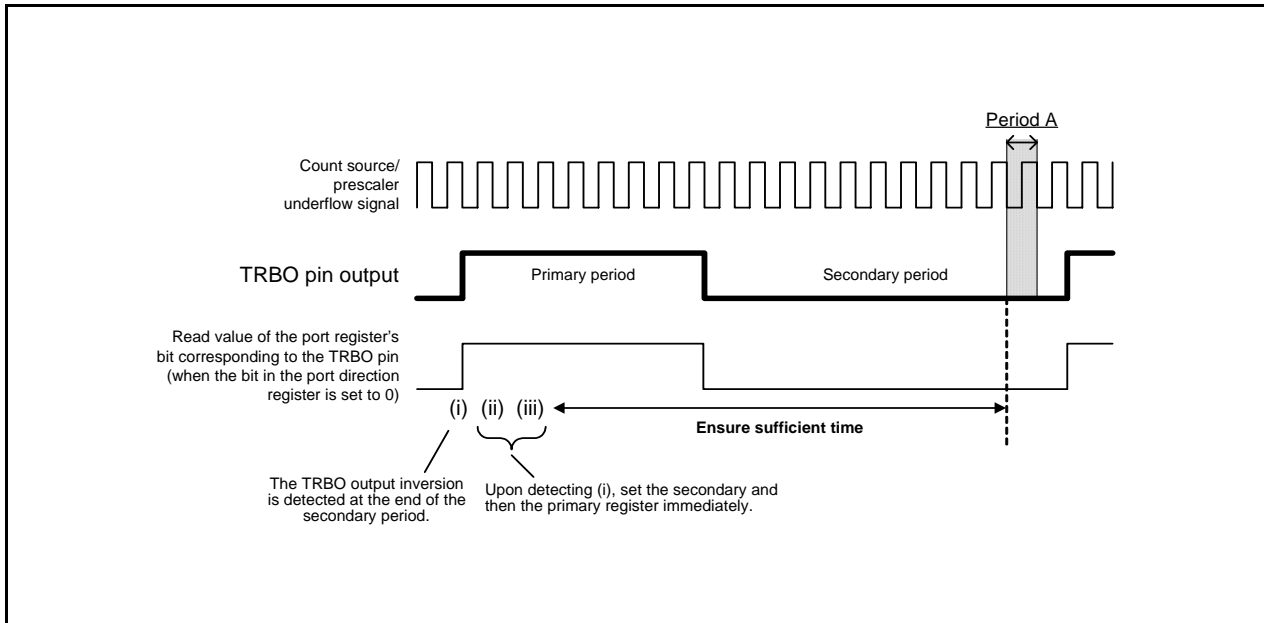 Period A
Count source/
prescaler
underflow signal
TRBO pin output
Primary period
Secondary period
Read value of the port register's
bit corresponding to the TRBO pin
(when the bit in the port direction
register is set to 0)
(i) (ii) (iii)
Ensure sufficient time
The TRBO output inversion
is detected at the end of the
secondary period.
Upon detecting (i), set the secondary and
then the primary register immediately.